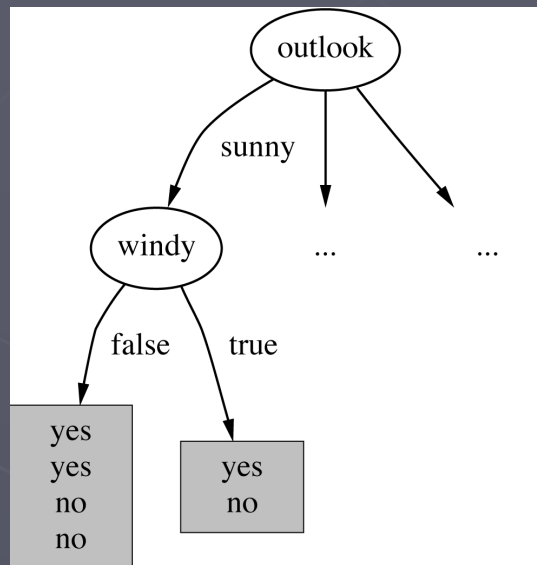 outlook
sunny
windy
...
...
false
true
yes
yes
no
no
yes
no